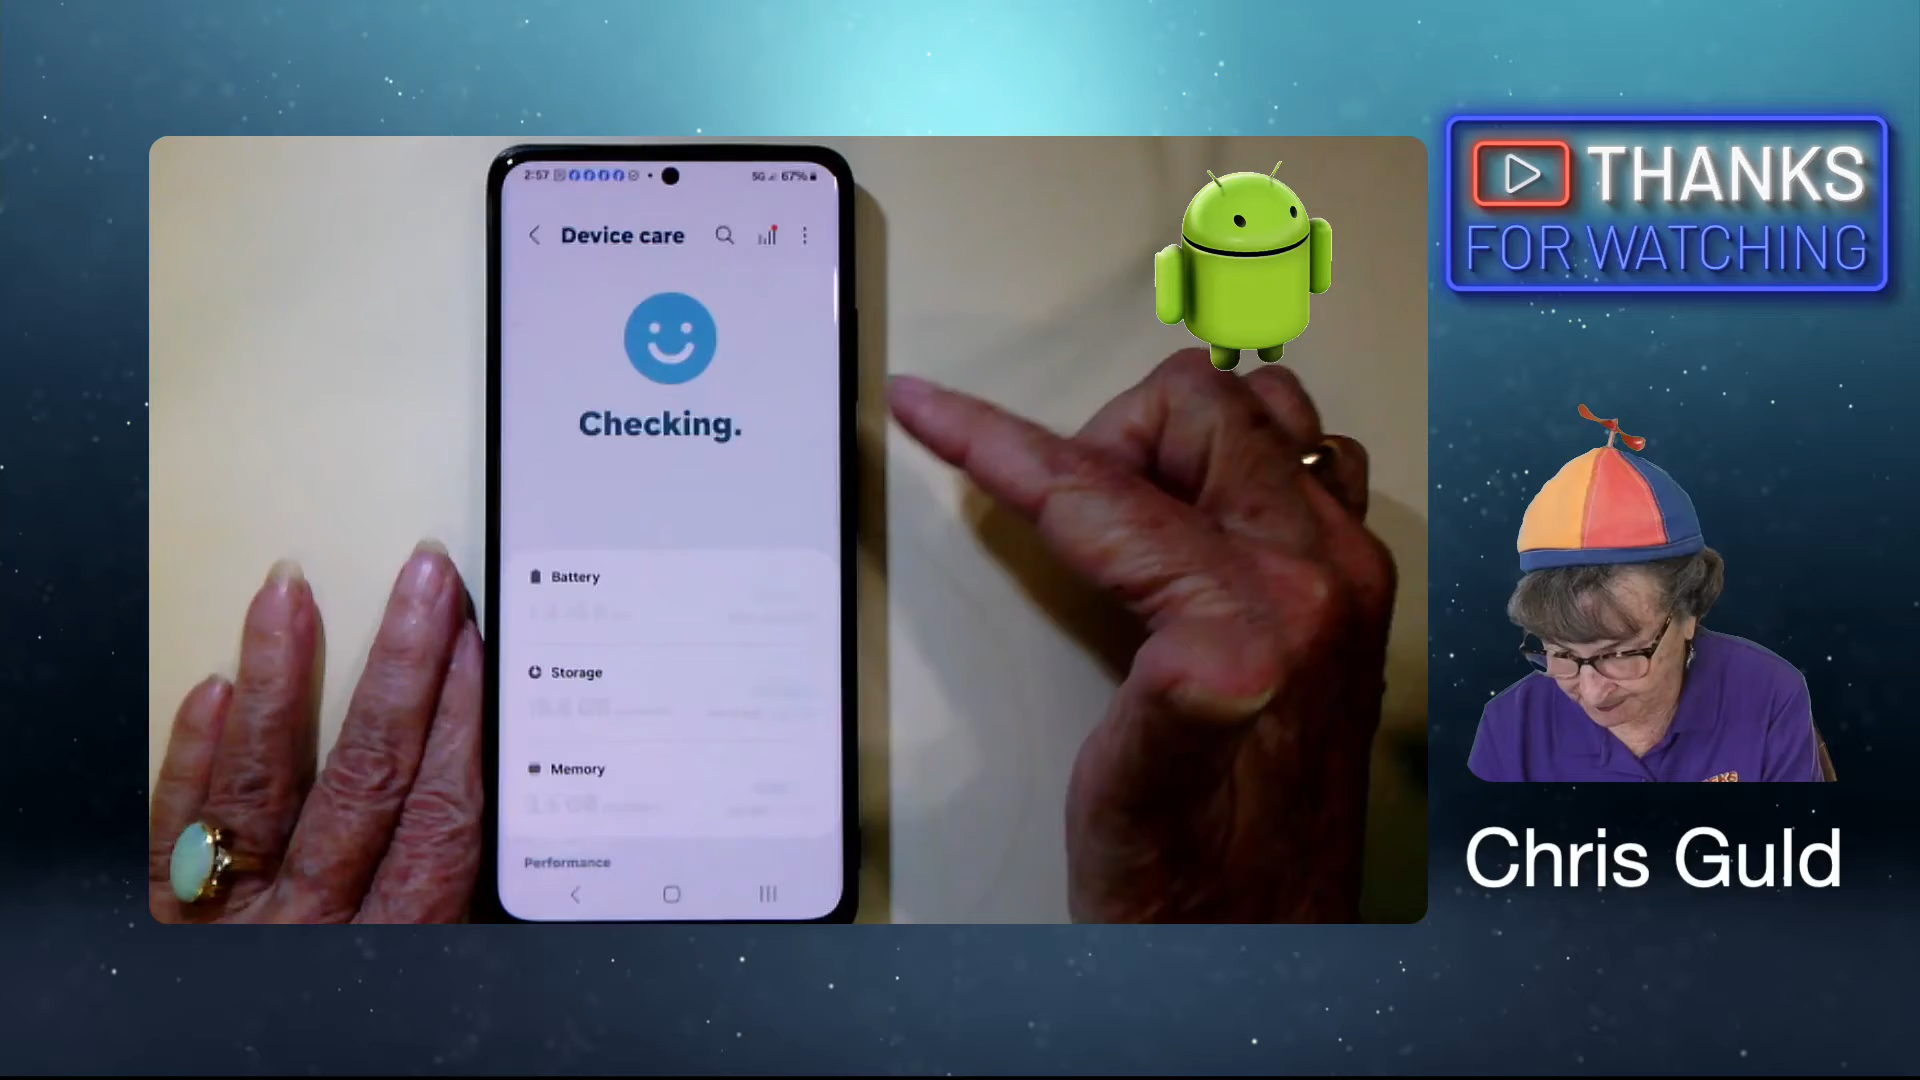 2:57
5G 67%
Device care
Checking.
Battery
Storage
Memory
Performance
THANKS
FOR WATCHING
Chris Guld